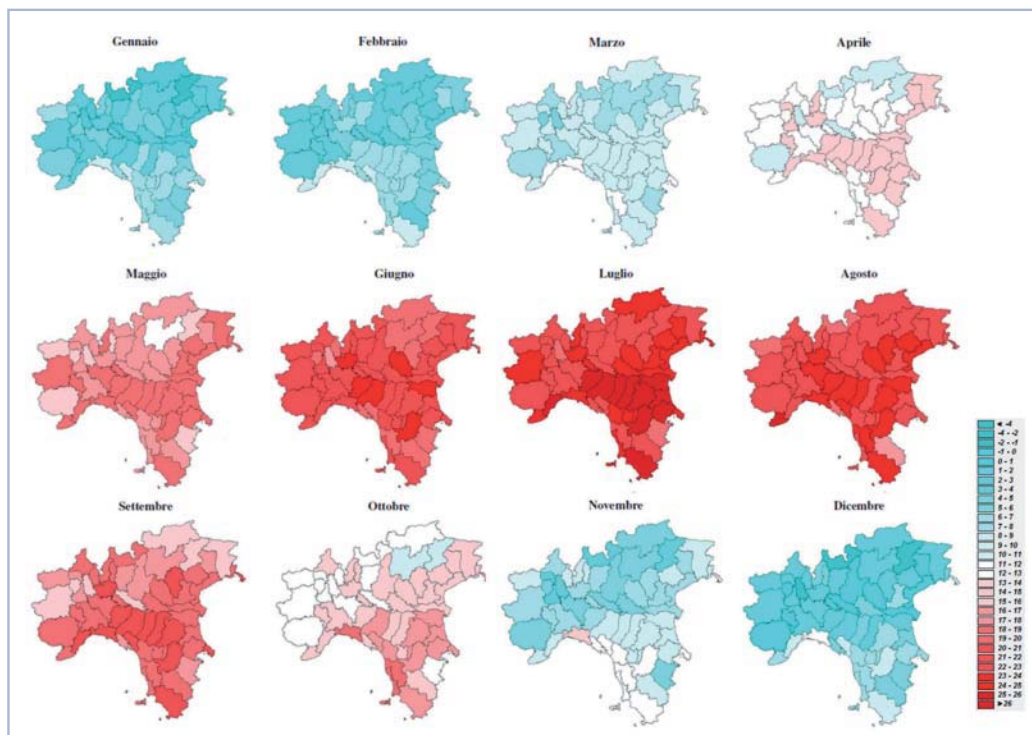 Gennaio
Febbraio
Marzo
Aprile
Maggio
Giugno
Luglio
Agosto
Settembre
Ottobre
Novembre
Dicembre
◄ -4
-4 - -2
-2 - -1
-1 - 0
0 - 1
1 - 2
2 - 3
3 - 4
4 - 5
5 - 6
6 - 7
7 - 8
8 - 9
9 - 10
10 - 11
11 - 12
12 - 13
13 - 14
14 - 15
15 - 16
16 - 17
17 - 18
18 - 19
19 - 20
20 - 21
21 - 22
22 - 23
23 - 24
24 - 25
25 - 26
►26